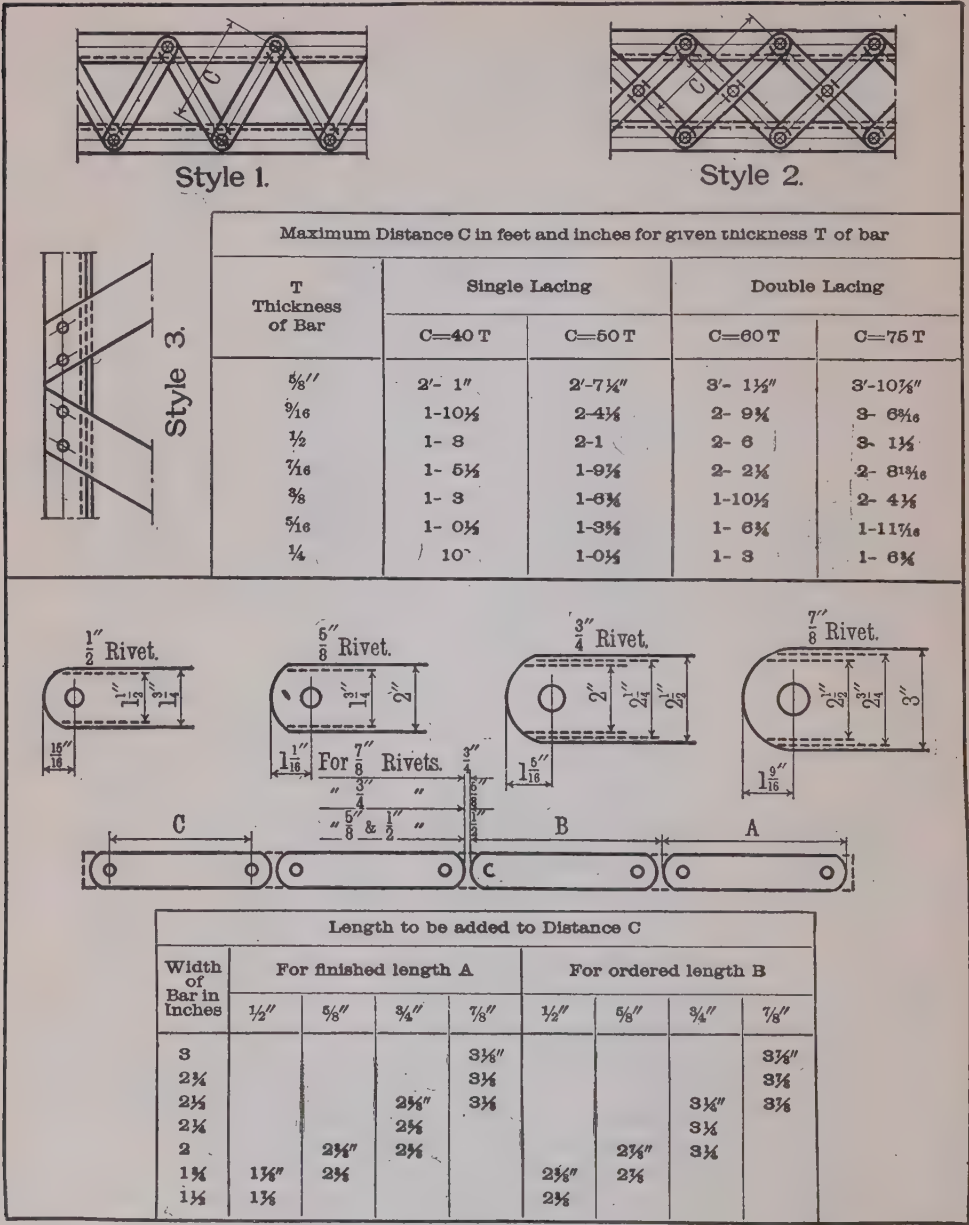 Style 1.
C
Style 2.
C
Style 3.
Maximum Distance C in feet and inches for given thickness T of bar
T Thickness of Bar
Single Lacing Double Lacing
C=40 T C=50 T C=60 T C=75 T
⅝″ 2′- 1″ 2′-7¼″ 3′- 1½″ 3′-10⅞″
9/16 1-10½ 2-4⅛ 2- 9¾ 3- 6 3/16
½ 1- 8 2-1 2- 6 3- 1½
7/16 1- 5½ 1-9⅞ 2- 2¼ 2- 8 13/16
⅜ 1- 3 1-6¾ 1-10½ 2- 4⅛
5/16 1- 0½ 1-3⅝ 1- 6¾ 1-11 7/16
¼ 10 1-0½ 1- 3 1- 6¾
½″ Rivet.
1½″ 1¾″
15/16″
⅝″ Rivet.
1¾″ 2″
1 1/16″
¾″ Rivet.
2″ 2¼″ 2½″
1 5/16″
⅞″ Rivet.
2½″ 2¾″ 3″
1 9/16″
For ⅞″ Rivets. ¾″
″ ¾″ ″ ⅝″
″ ⅝″ & ½″ ″ ½″
C B A
C
Length to be added to Distance C
Width of Bar in Inches
For finished length A For ordered length B
½″ ⅝″ ¾″ ⅞″ ½″ ⅝″ ¾″ ⅞″
3 3⅛″ 3⅞″
2¾ 3⅛ 3⅞
2½ 2⅝″ 3⅛ 3¼″ 3⅞
2¼ 2⅝ 3¼
2 2⅜″ 2⅝ 2⅞″ 3¼
1¾ 1⅞″ 2⅜ 2⅜″ 2⅞
1½ 1⅞ 2⅜